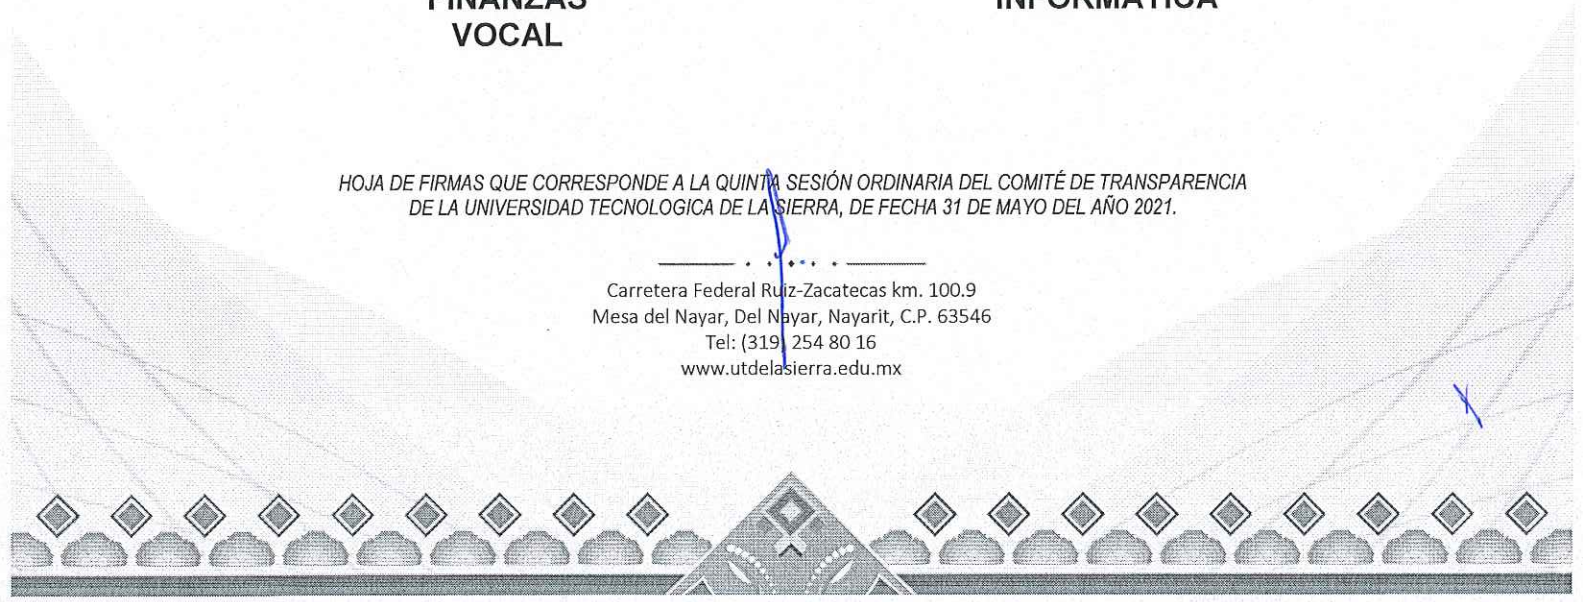 FINANZAS INFORMATICA
VOCAL
HOJA DE FIRMAS QUE CORRESPONDE A LA QUINTA SESIÓN ORDINARIA DEL COMITÉ DE TRANSPARENCIA
DE LA UNIVERSIDAD TECNOLOGICA DE LA SIERRA, DE FECHA 31 DE MAYO DEL AÑO 2021.
Carretera Federal Ruiz-Zacatecas km. 100.9
Mesa del Nayar, Del Nayar, Nayarit, C.P. 63546
Tel: (319) 254 80 16
www.utdelasierra.edu.mx